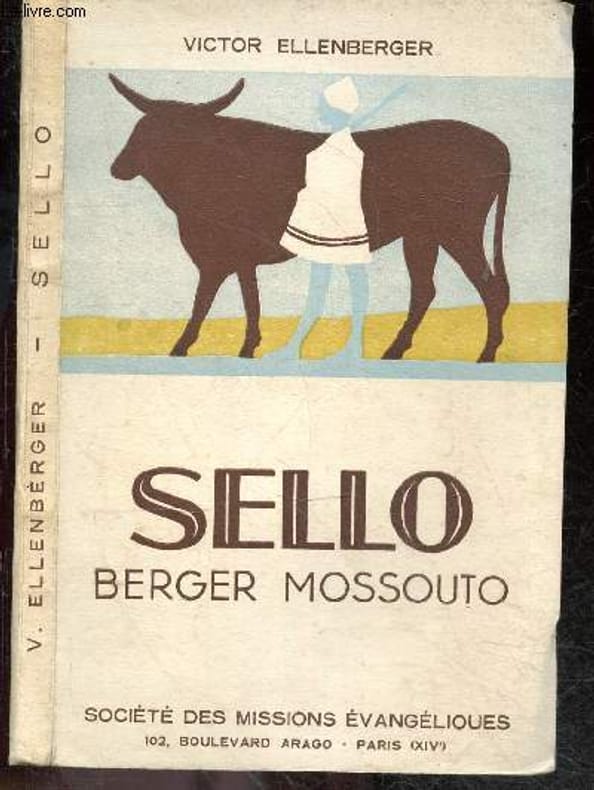 -livre.com
VICTOR ELLENBERGER
V. ELLENBERGER — SELLO
SELLO
BERGER MOSSOUTO
SOCIÉTÉ DES MISSIONS ÉVANGÉLIQUES
102, BOULEVARD ARAGO - PARIS (XIVᵉ)